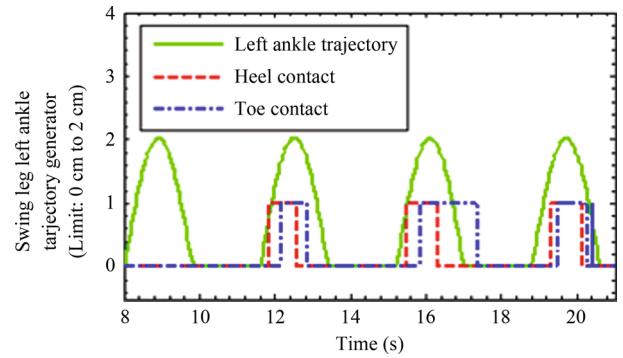 Swing leg left ankle
tarjectory generator
(Limit: 0 cm to 2 cm)
4
3
2
1
0
Left ankle trajectory
Heel contact
Toe contact
8
10
12
14
16
18
20
Time (s)